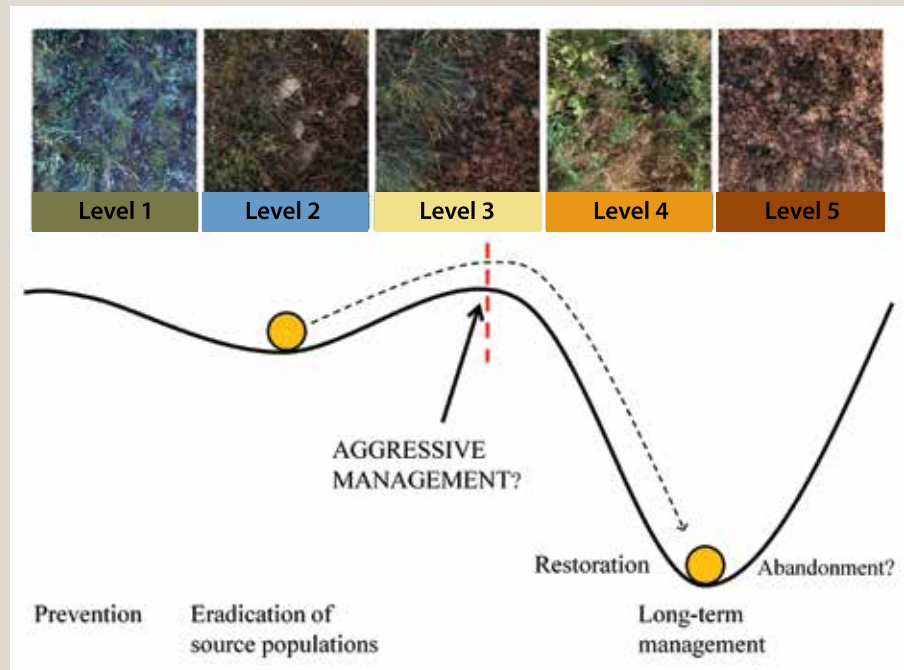 Level 1
Level 2
Level 3
Level 4
Level 5
AGGRESSIVE
MANAGEMENT?
Restoration
Abandonment?
Prevention
Eradication of
source populations
Long-term
management